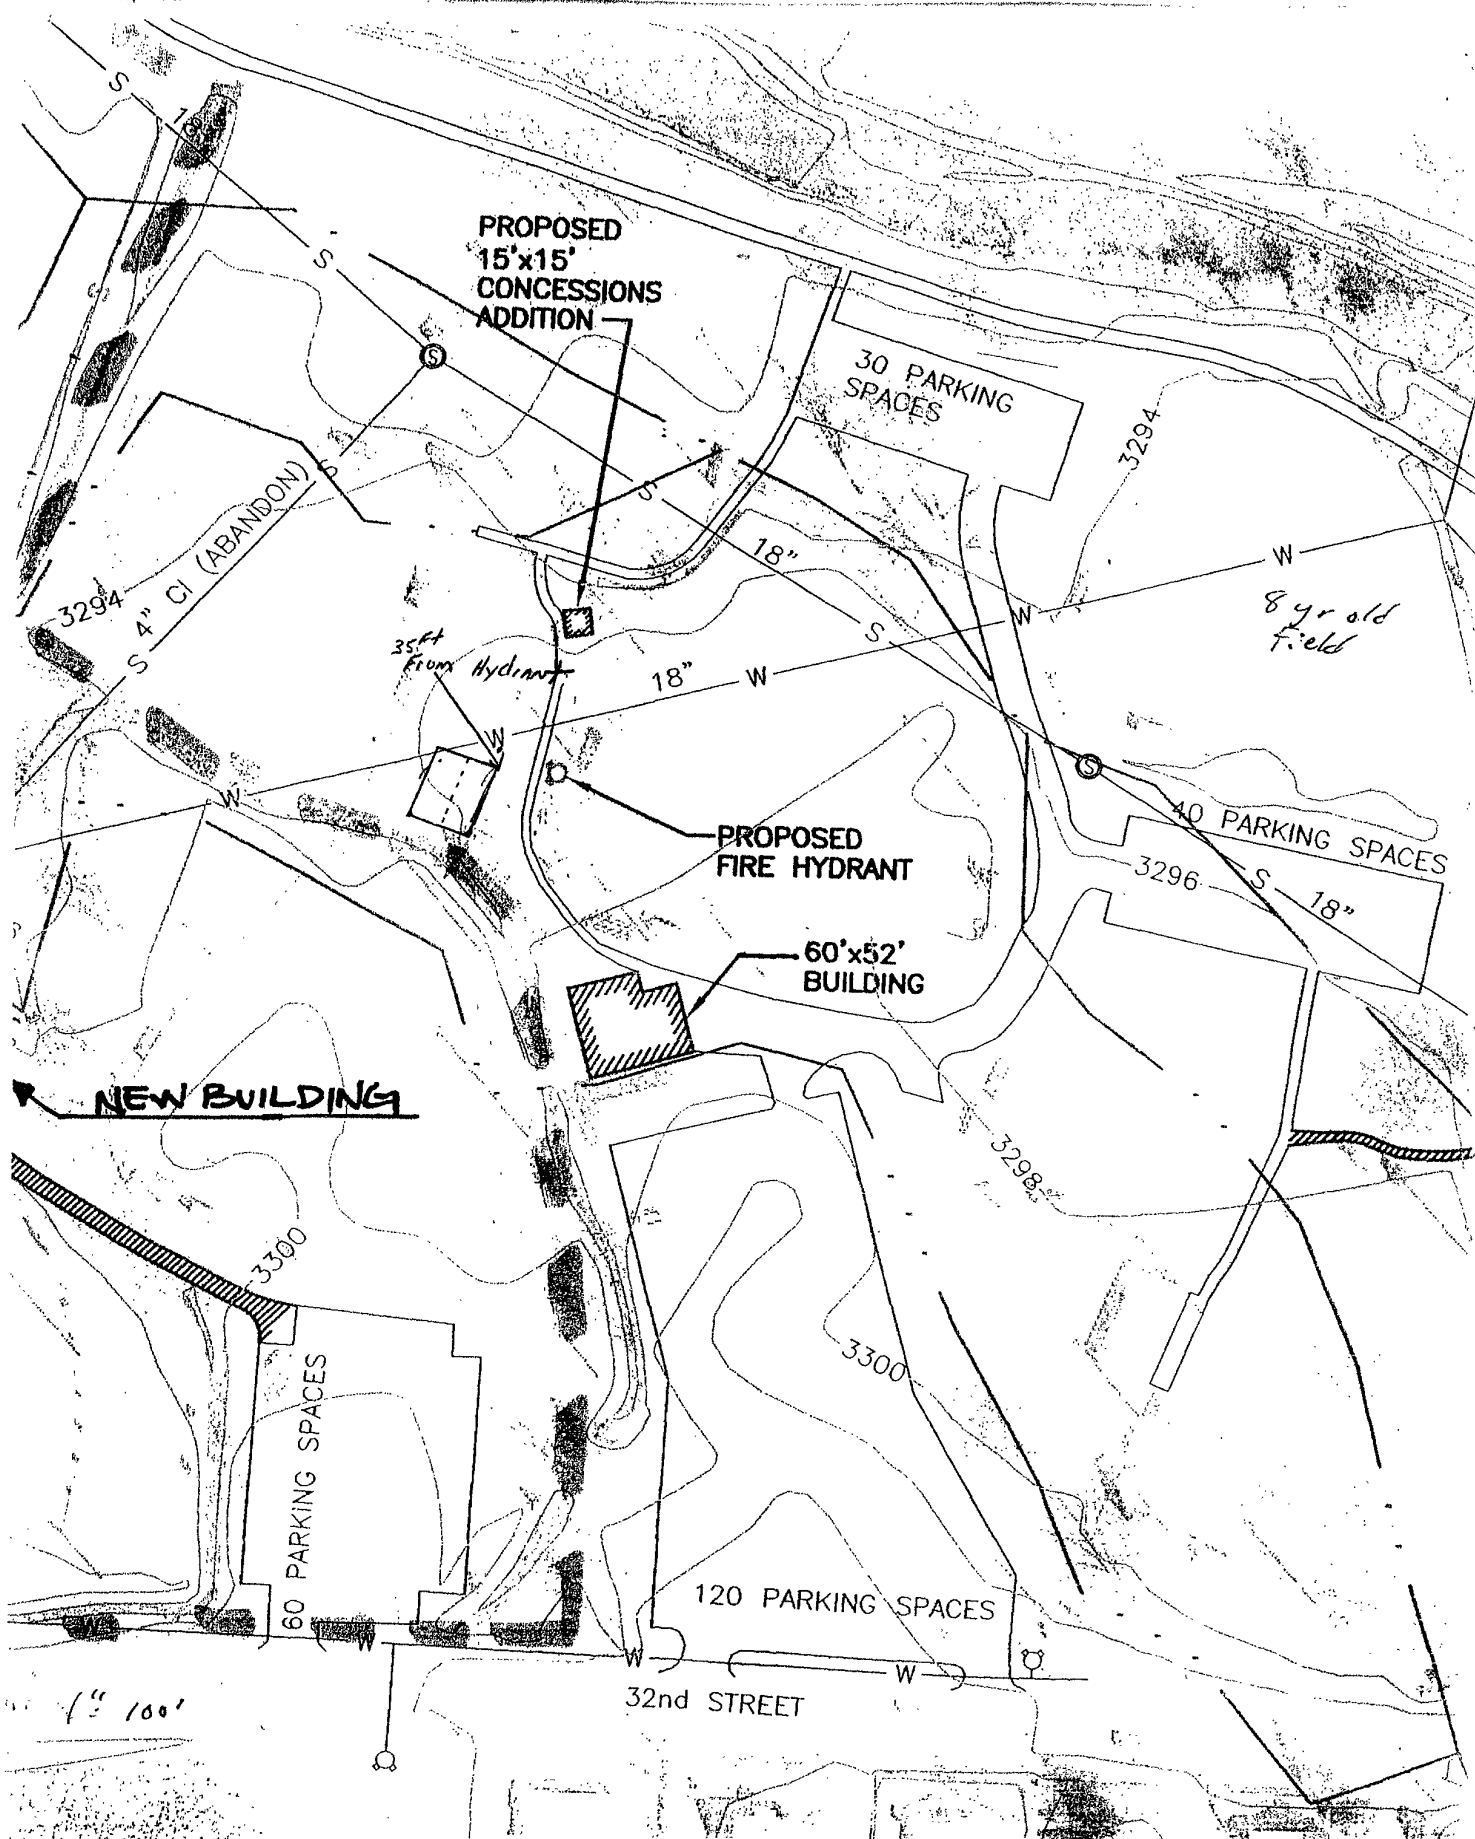 S
18
PROPOSED
15'x15'
CONCESSIONS
ADDITION
S
S
30 PARKING
SPACES
3294
S
4" CI (ABANDON)
S
S
18"
W
W
8 yr old
Field
3294
S
35 Ft
From Hydrant
18"
W
W
S
W
PROPOSED
FIRE HYDRANT
40 PARKING SPACES
3296
S
18"
60'x52'
BUILDING
NEW BUILDING
3298
3300
3300
60 PARKING SPACES
120 PARKING SPACES
W
W
W
W
32nd STREET
1" = 100'